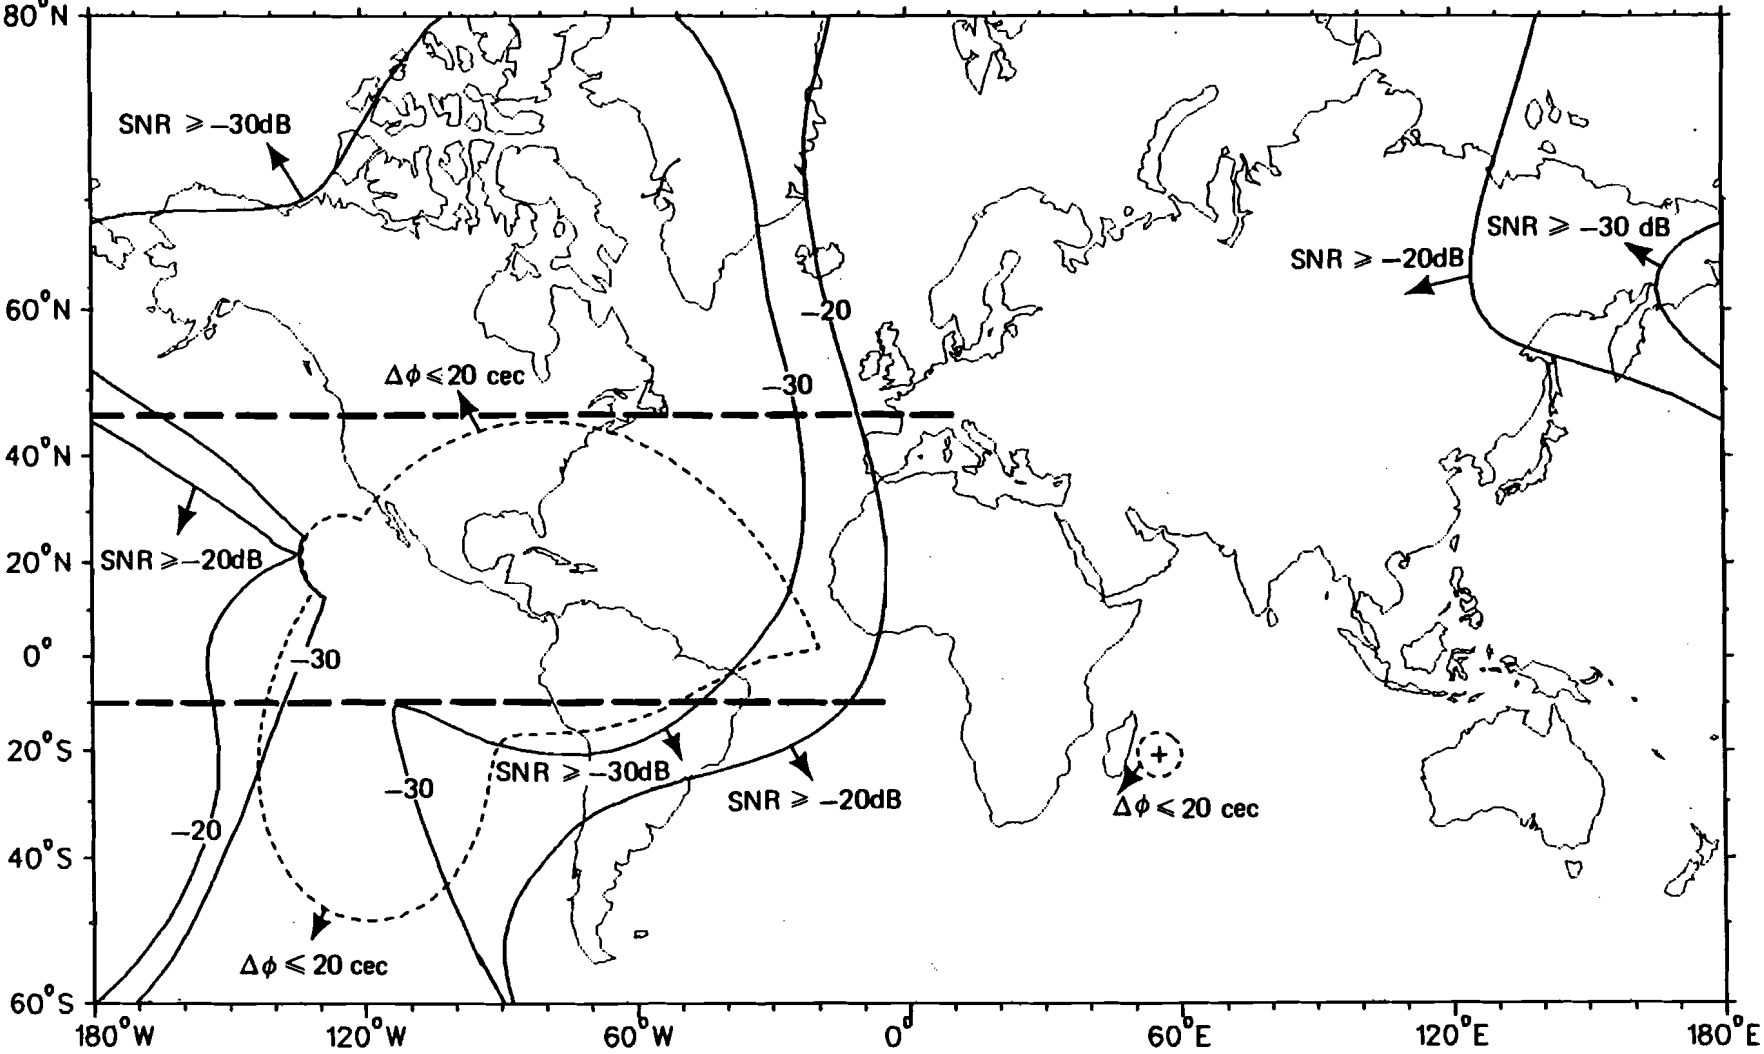 80°N
SNR ⩾ −30dB
SNR ⩾ −30 dB
SNR ⩾ −20dB
60°N
−20
Δϕ ⩽ 20 cec
−30
40°N
SNR ⩾ −20dB
20°N
0°
−30
20°S
SNR ⩾ −30dB
−30
SNR ⩾ −20dB
Δϕ ⩽ 20 cec
−20
40°S
Δϕ ⩽ 20 cec
60°S
180°W
120°W
60°W
0°
60°E
120°E
180°E